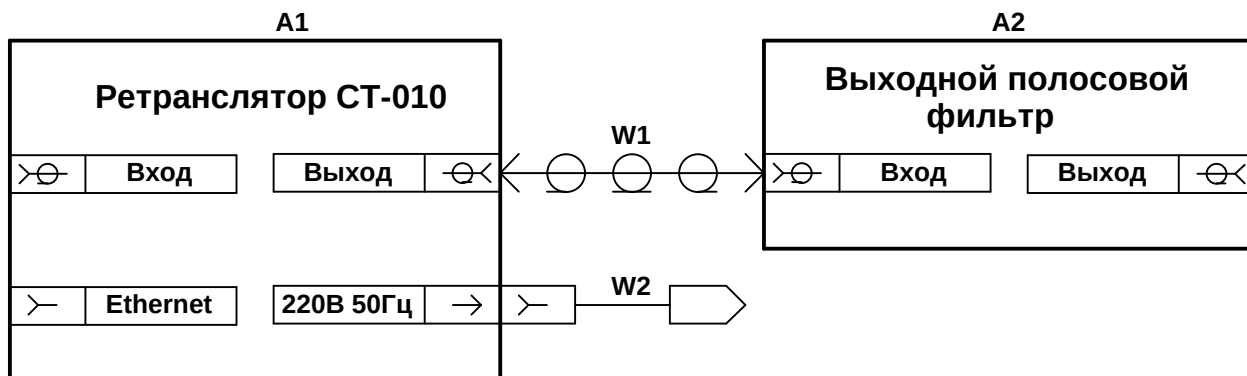 A1
A2
Ретранслятор СТ-010
Выходной полосовой
фильтр
W1
Вход
Выход
Вход
Выход
Ethernet
220В 50Гц
W2